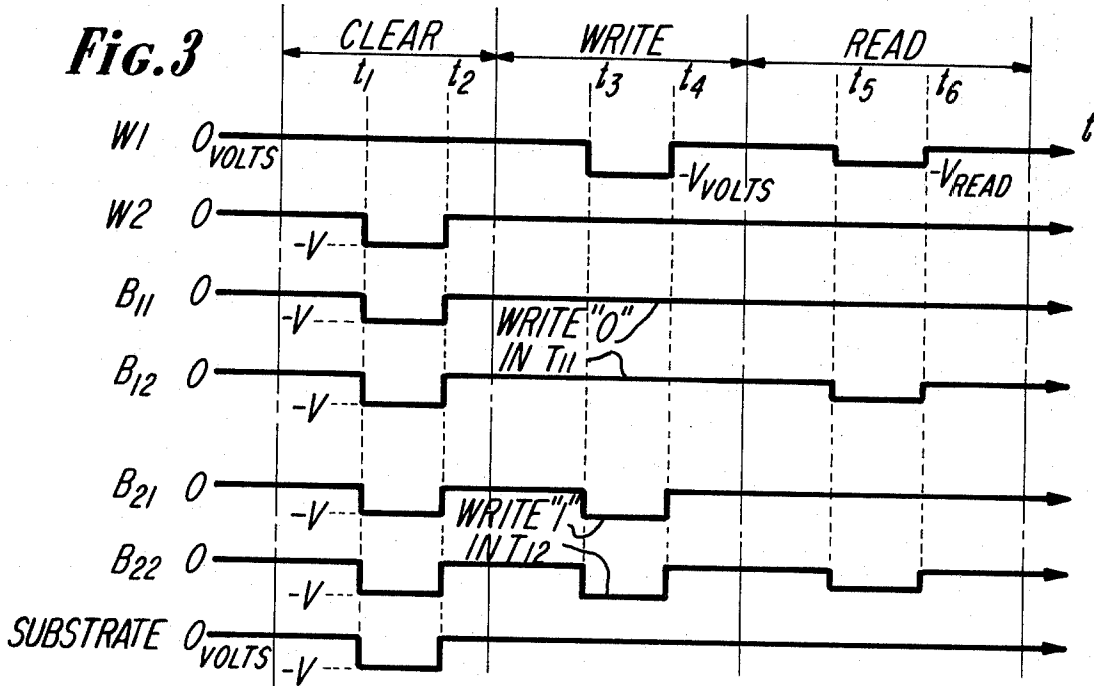 Fig.3
CLEAR WRITE READ
t1 t2 t3 t4 t5 t6
W1 0 VOLTS -V VOLTS -V READ t
W2 0
-V
B11 0
-V WRITE "0"
IN T11
B12 0
-V
B21 0
-V WRITE "1"
IN T12
B22 0
-V
SUBSTRATE 0 VOLTS
-V